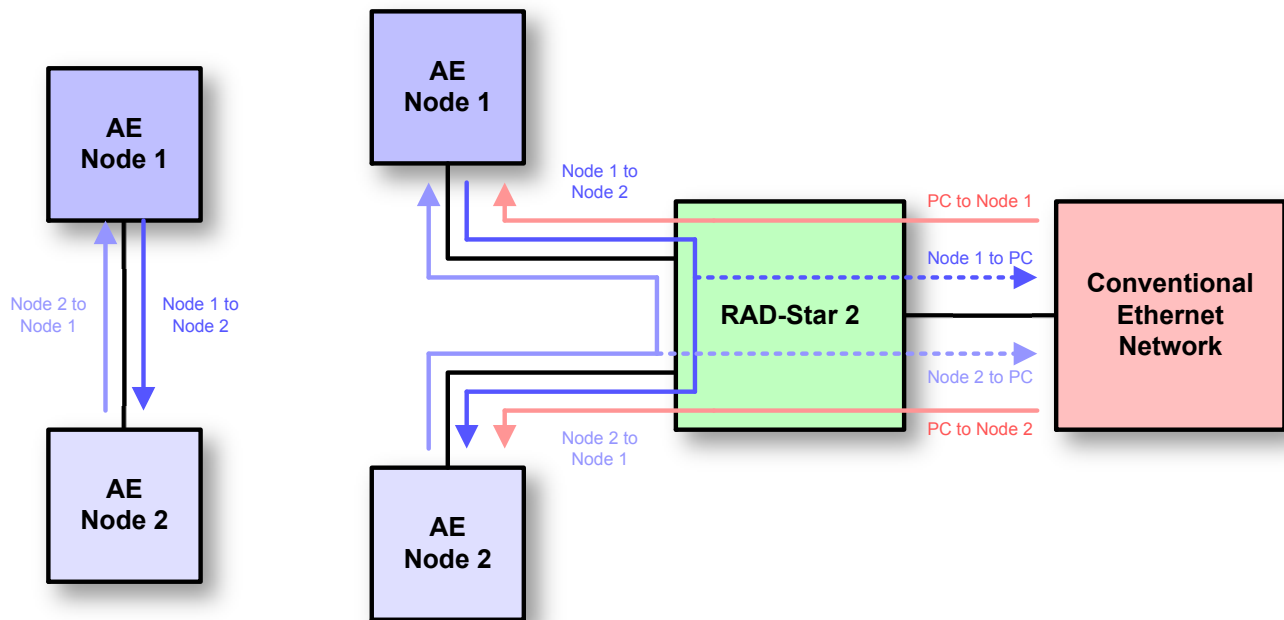 AE
Node 1
Node 2 to
Node 1
Node 1 to
Node 2
AE
Node 2
AE
Node 1
Node 1 to
Node 2
PC to Node 1
Node 1 to PC
RAD-Star 2
Conventional
Ethernet
Network
Node 2 to PC
PC to Node 2
Node 2 to
Node 1
AE
Node 2